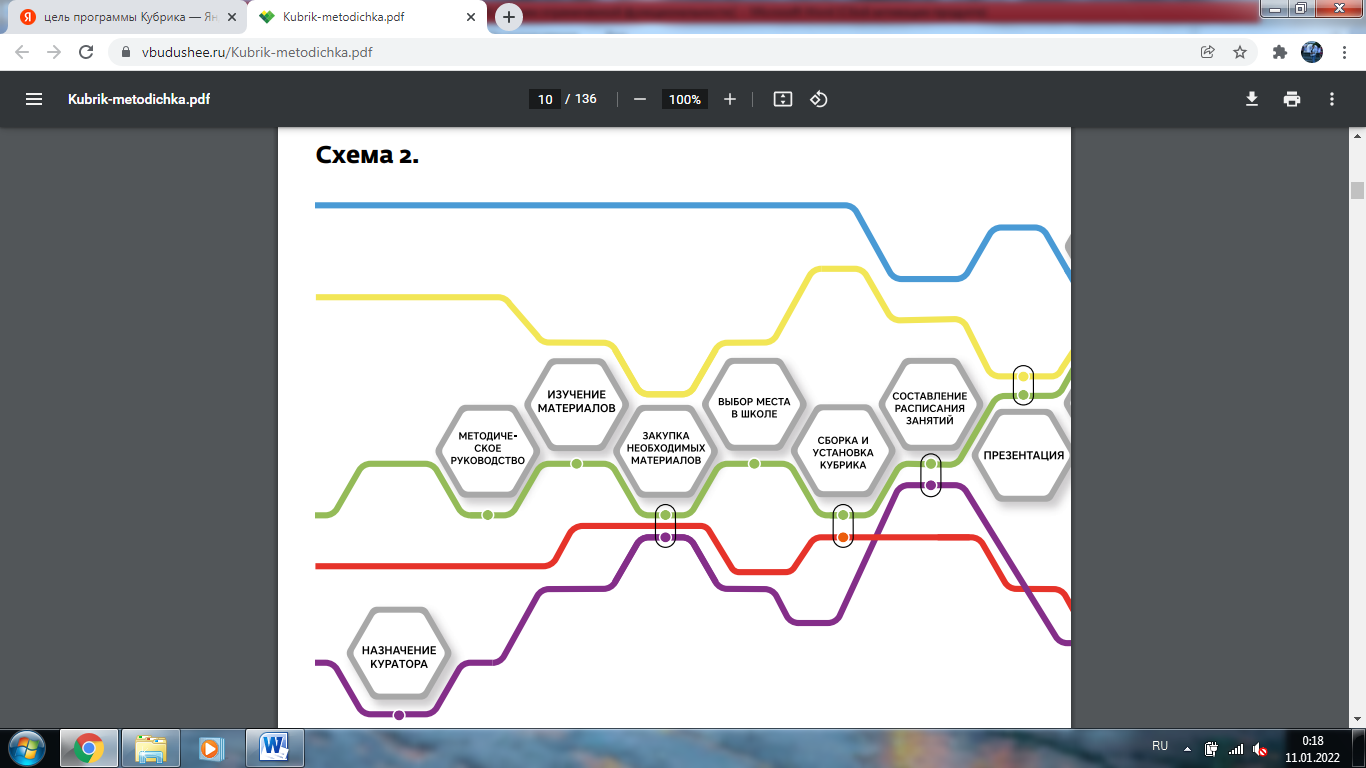 цель программы Кубрика — Ян
Kubrik-metodichka.pdf
vbudushee.ru/Kubrik-metodichka.pdf
Kubrik-metodichka.pdf
10 / 136
100%
Схема 2.
ИЗУЧЕНИЕ
МАТЕРИАЛОВ
ВЫБОР МЕСТА
В ШКОЛЕ
СОСТАВЛЕНИЕ
РАСПИСАНИЯ
ЗАНЯТИЙ
МЕТОДИЧЕ-
СКОЕ
РУКОВОДСТВО
ЗАКУПКА
НЕОБХОДИМЫХ
МАТЕРИАЛОВ
СБОРКА И
УСТАНОВКА
КУБРИКА
ПРЕЗЕНТАЦИЯ
НАЗНАЧЕНИЕ
КУРАТОРА
RU
0:18
11.01.2022